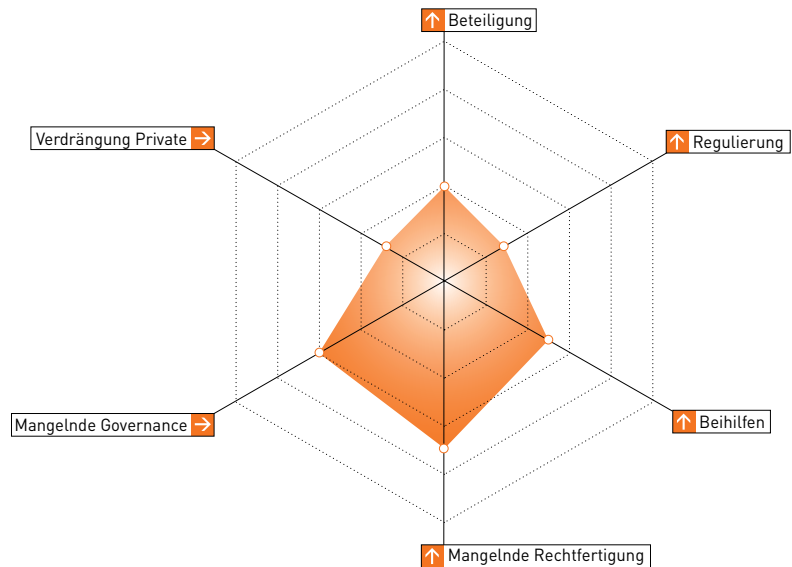 ↑ Beteiligung
Verdrängung Private →
↑ Regulierung
Mangelnde Governance →
↑ Beihilfen
↑ Mangelnde Rechtfertigung